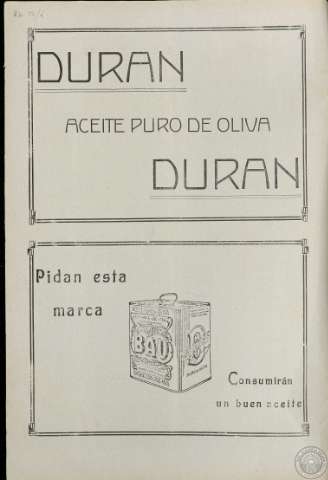 DURAN
ACEITE PURO DE OLIVA
DURAN
Pidan esta
marca
BAU
Consumirán
un buen aceite